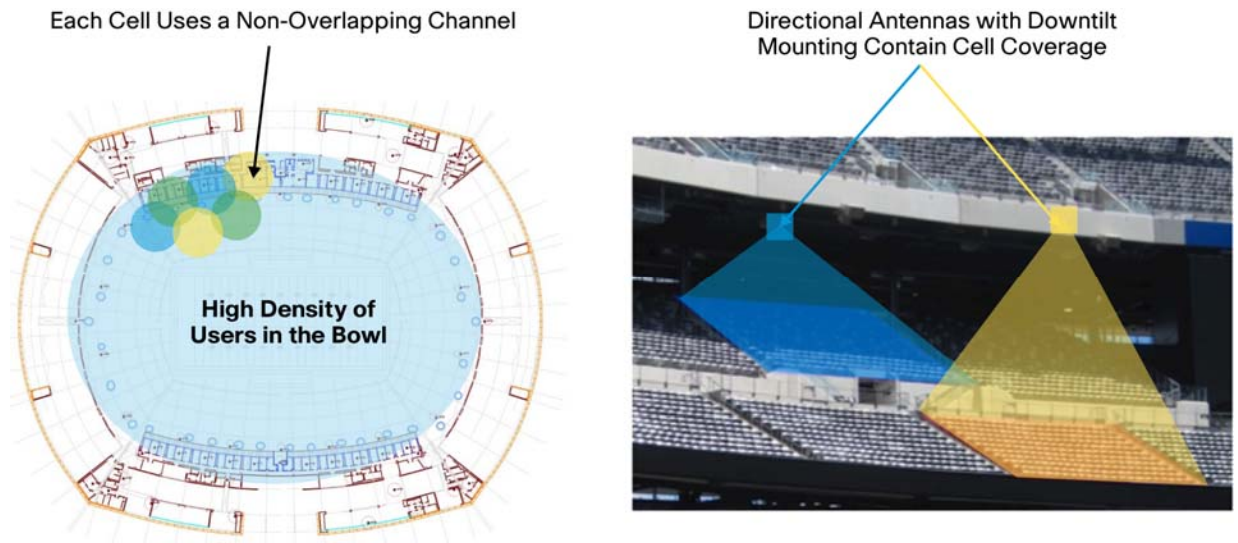 Each Cell Uses a Non-Overlapping Channel
Directional Antennas with Downtilt
Mounting Contain Cell Coverage
High Density of
Users in the Bowl